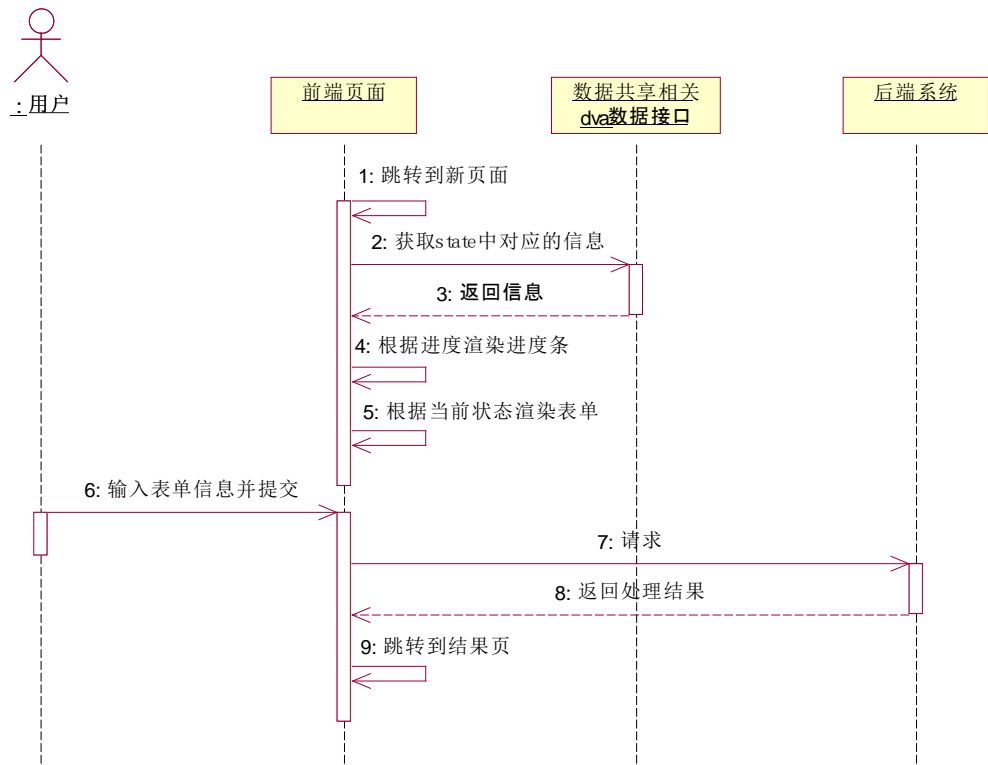 : 用户
前端页面
数据共享相关
dva数据接口
后端系统
1: 跳转到新页面
2: 获取state中对应的信息
3: 返回信息
4: 根据进度渲染进度条
5: 根据当前状态渲染表单
6: 输入表单信息并提交
7: 请求
8: 返回处理结果
9: 跳转到结果页